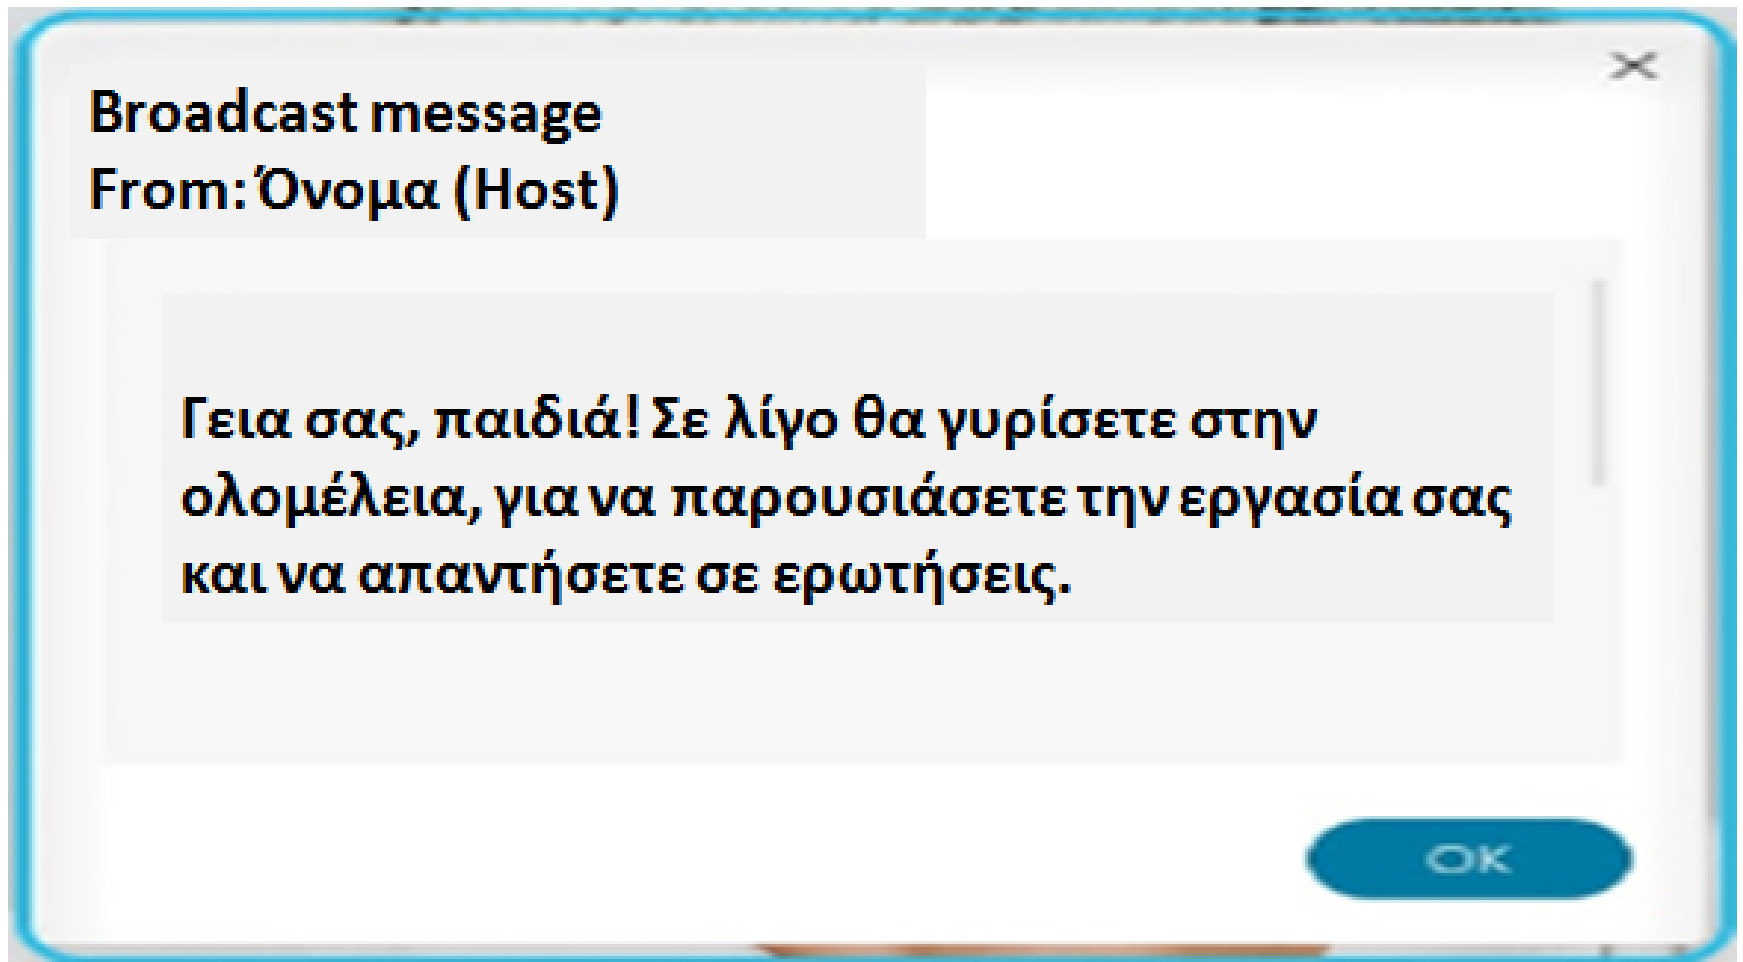 Broadcast message
From: Όνομα (Host)
Γεια σας, παιδιά! Σε λίγο θα γυρίσετε στην
ολομέλεια, για να παρουσιάσετε την εργασία σας
και να απαντήσετε σε ερωτήσεις.
OK